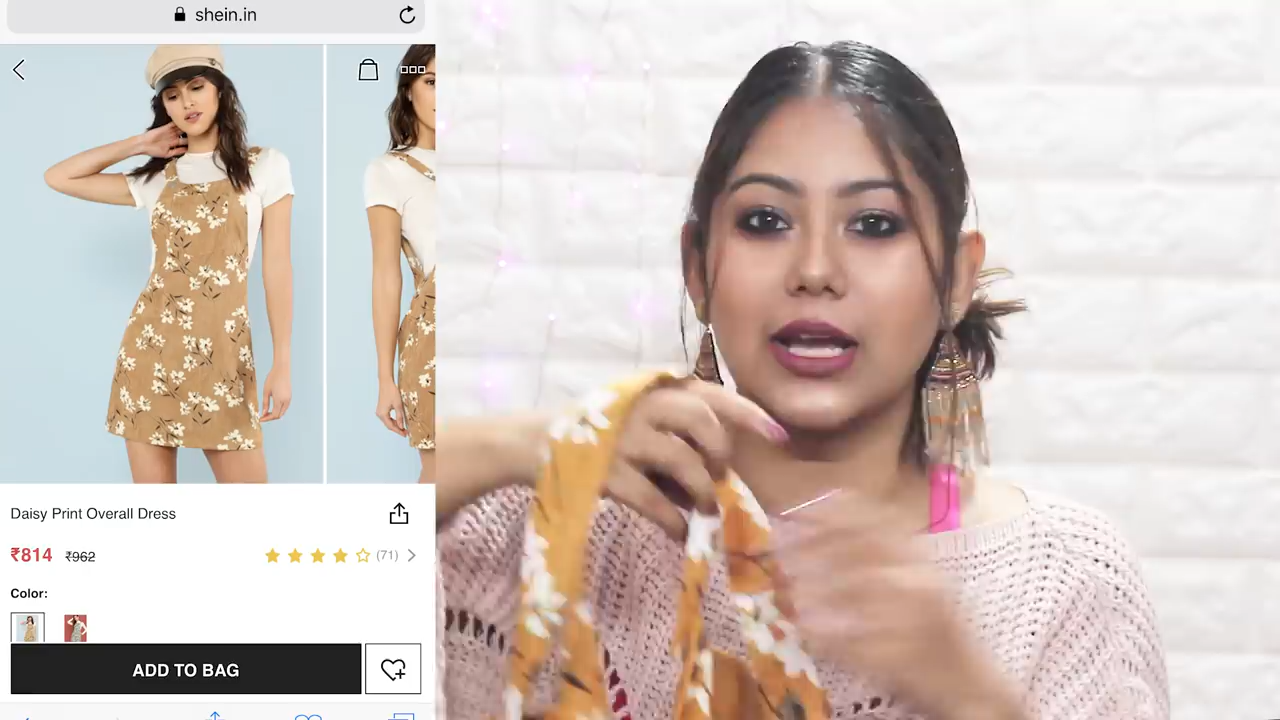 shein.in
Daisy Print Overall Dress
₹814 ₹962
(71)
Color:
ADD TO BAG